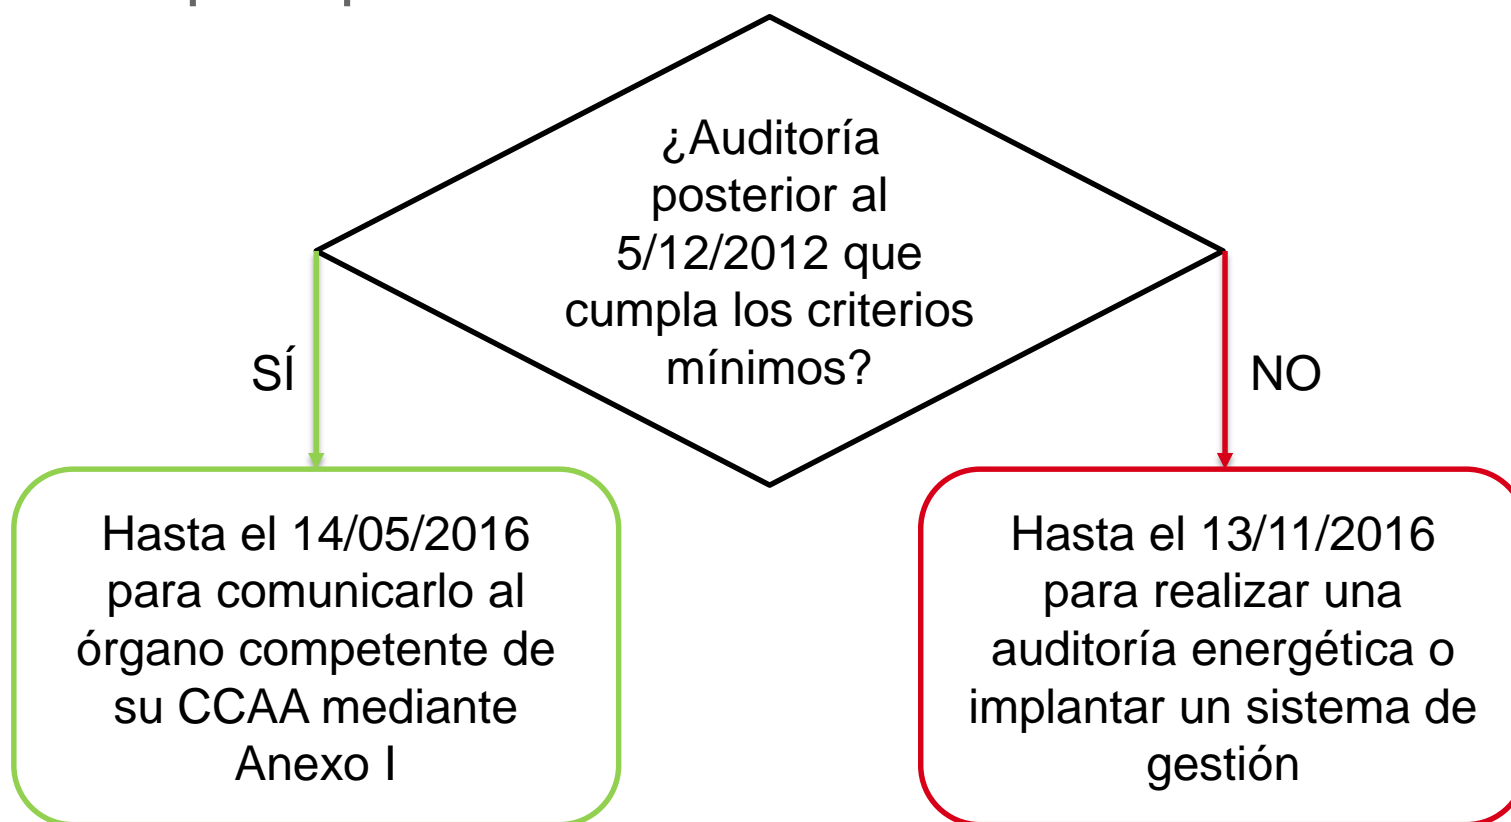 ¿Auditoría
posterior al
5/12/2012 que
cumpla los criterios
mínimos?
SÍ
NO
Hasta el 14/05/2016
para comunicarlo al
órgano competente de
su CCAA mediante
Anexo I
Hasta el 13/11/2016
para realizar una
auditoría energética o
implantar un sistema de
gestión